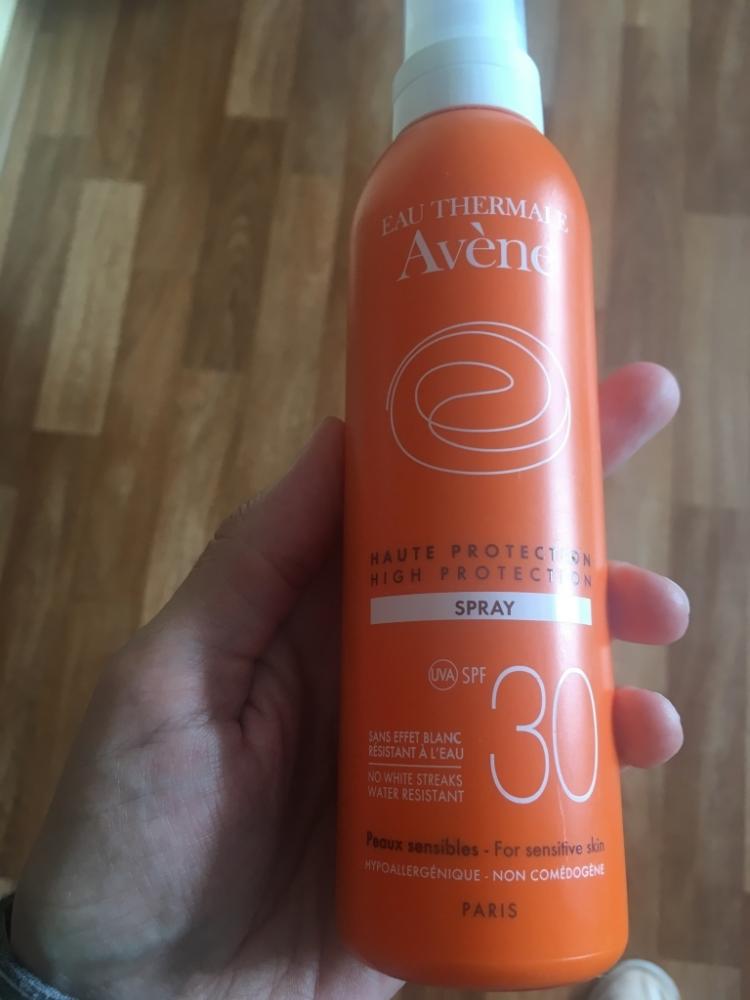 EAU THERMALE
Avène
HAUTE PROTECTION
HIGH PROTECTION
SPRAY
UVA SPF 30
SANS EFFET BLANC
RÉSISTANT À L'EAU
NO WHITE STREAKS
WATER RESISTANT
Peaux sensibles - For sensitive skin
HYPOALLERGÉNIQUE - NON COMÉDOGÈNE
PARIS